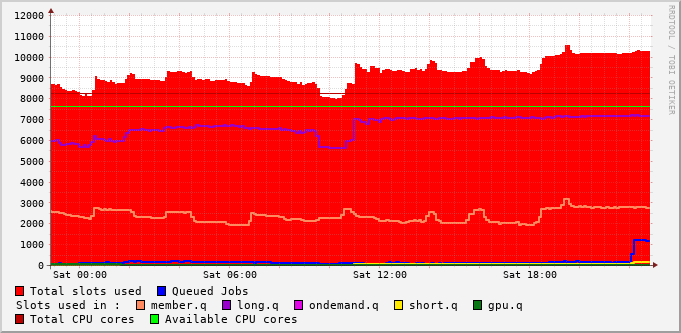 12000
11000
10000
9000
8000
7000
6000
5000
4000
3000
2000
1000
0
Sat 00:00 Sat 06:00 Sat 12:00 Sat 18:00
RRDTOOL / TOBI OETIKER
Total slots used Queued Jobs
Slots used in : member.q long.q ondemand.q short.q gpu.q
Total CPU cores Available CPU cores